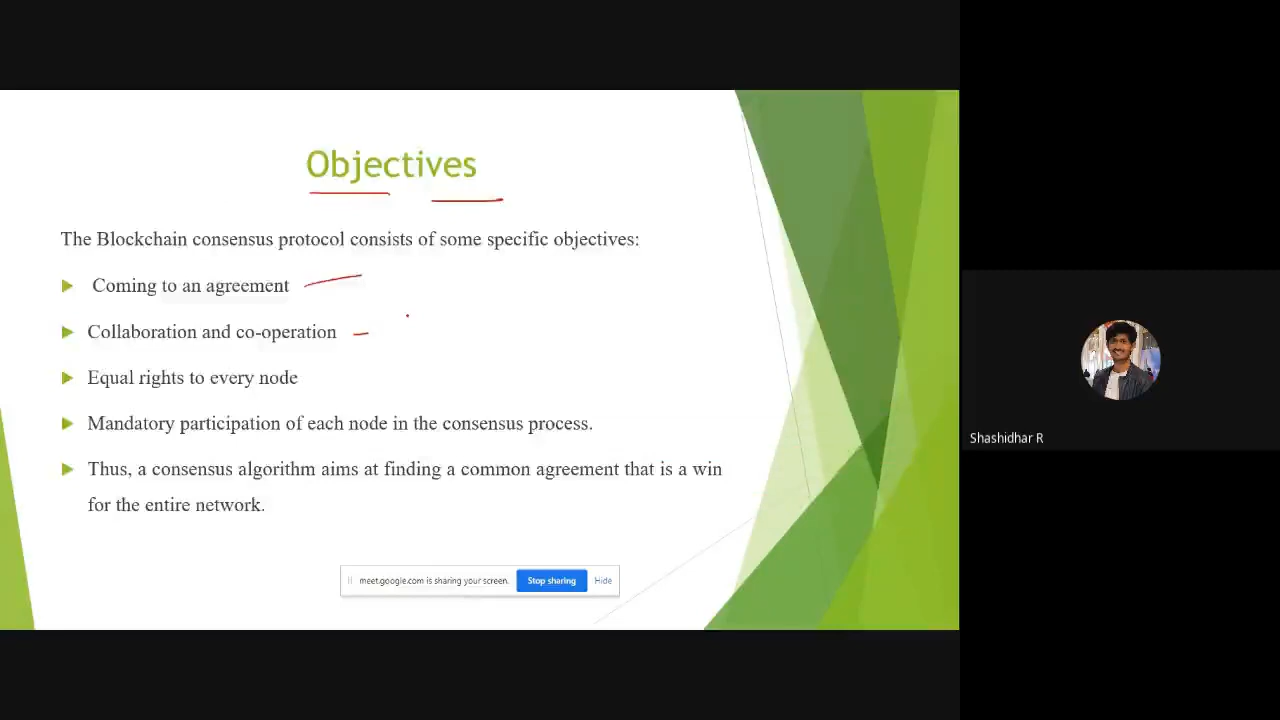 Objectives
The Blockchain consensus protocol consists of some specific objectives:
Coming to an agreement
Collaboration and co-operation
Equal rights to every node
Mandatory participation of each node in the consensus process.
Thus, a consensus algorithm aims at finding a common agreement that is a win
for the entire network.
meet.google.com is sharing your screen. Stop sharing Hide
Shashidhar R